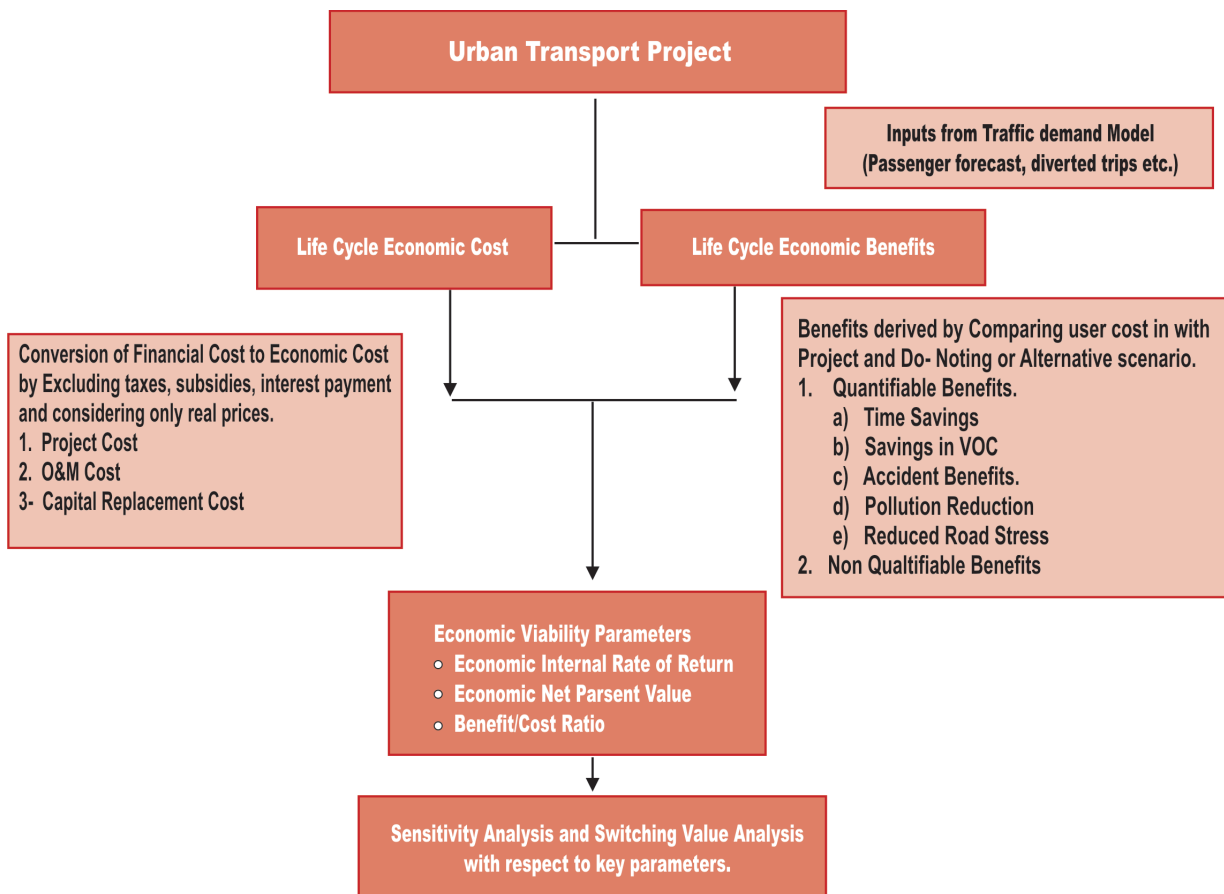 Urban Transport Project
Inputs from Traffic demand Model
(Passenger forecast, diverted trips etc.)
Life Cycle Economic Cost
Life Cycle Economic Benefits
Conversion of Financial Cost to Economic Cost
by Excluding taxes, subsidies, interest payment
and considering only real prices.
1. Project Cost
2. O&M Cost
3- Capital Replacement Cost
Benefits derived by Comparing user cost in with
Project and Do- Noting or Alternative scenario.
1. Quantifiable Benefits.
a) Time Savings
b) Savings in VOC
c) Accident Benefits.
d) Pollution Reduction
e) Reduced Road Stress
2. Non Qualtifiable Benefits
Economic Viability Parameters
Economic Internal Rate of Return
Economic Net Parsent Value
Benefit/Cost Ratio
Sensitivity Analysis and Switching Value Analysis
with respect to key parameters.